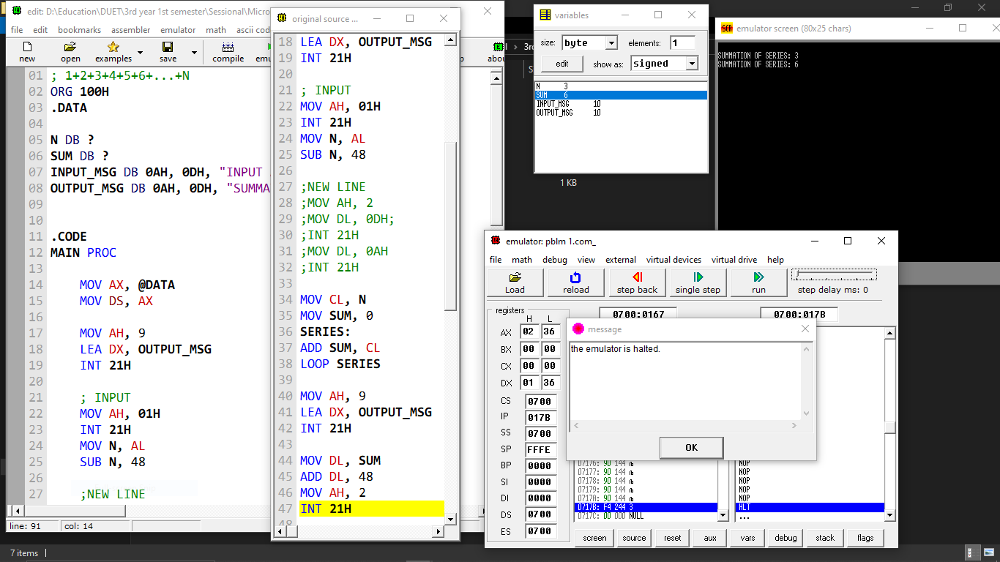 edit: D:\Education\DUET\3rd year 1st semester\Sessional\Micro
file edit bookmarks assembler emulator math ascii co
new open examples save compile emu abou
01 ; 1+2+3+4+5+6+...+N
02 ORG 100H
03 .DATA
04
05 N DB ?
06 SUM DB ?
07 INPUT_MSG DB 0AH, 0DH, "INPUT
08 OUTPUT_MSG DB 0AH, 0DH, "SUMMA
09
10
11 .CODE
12 MAIN PROC
13
14 MOV AX, @DATA
15 MOV DS, AX
16
17 MOV AH, 9
18 LEA DX, OUTPUT_MSG
19 INT 21H
20
21 ; INPUT
22 MOV AH, 01H
23 INT 21H
24 MOV N, AL
25 SUB N, 48
26
27 ;NEW LINE
line: 91 col: 14
7 items
original source ...
18 LEA DX, OUTPUT_MSG
19 INT 21H
20
21 ; INPUT
22 MOV AH, 01H
23 INT 21H
24 MOV N, AL
25 SUB N, 48
26
27 ;NEW LINE
28 ;MOV AH, 2
29 ;MOV DL, 0DH;
30 ;INT 21H
31 ;MOV DL, 0AH
32 ;INT 21H
33
34 MOV CL, N
35 MOV SUM, 0
36 SERIES:
37 ADD SUM, CL
38 LOOP SERIES
39
40 MOV AH, 9
41 LEA DX, OUTPUT_MSG
42 INT 21H
43
44 MOV DL, SUM
45 ADD DL, 48
46 MOV AH, 2
47 INT 21H
48
variables
size: byte elements: 1
edit show as: signed
N 3
SUM 6
INPUT_MSG 10
OUTPUT_MSG 10
3r
1 KB
emulator screen (80x25 chars)
SUMMATION OF SERIES: 3
SUMMATION OF SERIES: 6
emulator: pblm 1.com_
file math debug view external virtual devices virtual drive help
Load reload step back single step run step delay ms: 0
registers 0700:0167 0700:017B
H L
AX 02 36
BX 00 00
CX 00 00
DX 01 36
CS 0700
IP 017B
SS 0700
SP FFFE
BP 0000
SI 0000
DI 0000
DS 0700
ES 0700
message
the emulator is halted.
OK
07176: 90 144 NOP
07177: 90 144 NOP
07178: 90 144 NOP
07179: 90 144 NOP
0717A: 90 144 NOP
0717B: F4 244 HLT
0717C: 00 000 NULL ...
screen source reset aux vars debug stack flags